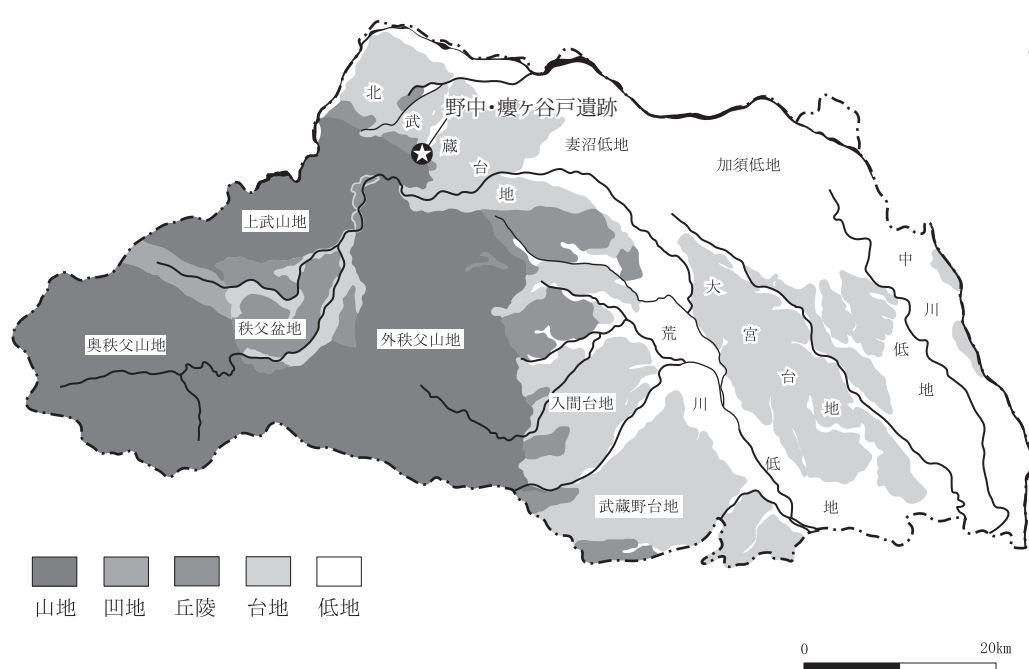 北武蔵台地
野中・瘿ケ谷戸遺跡
妻沼低地
加須低地
上武山地
中川低地
大宮台地
秩父盆地
奥秩父山地
外秩父山地
荒川低地
入間台地
武蔵野台地
山地
凹地
丘陵
台地
低地
0
20km